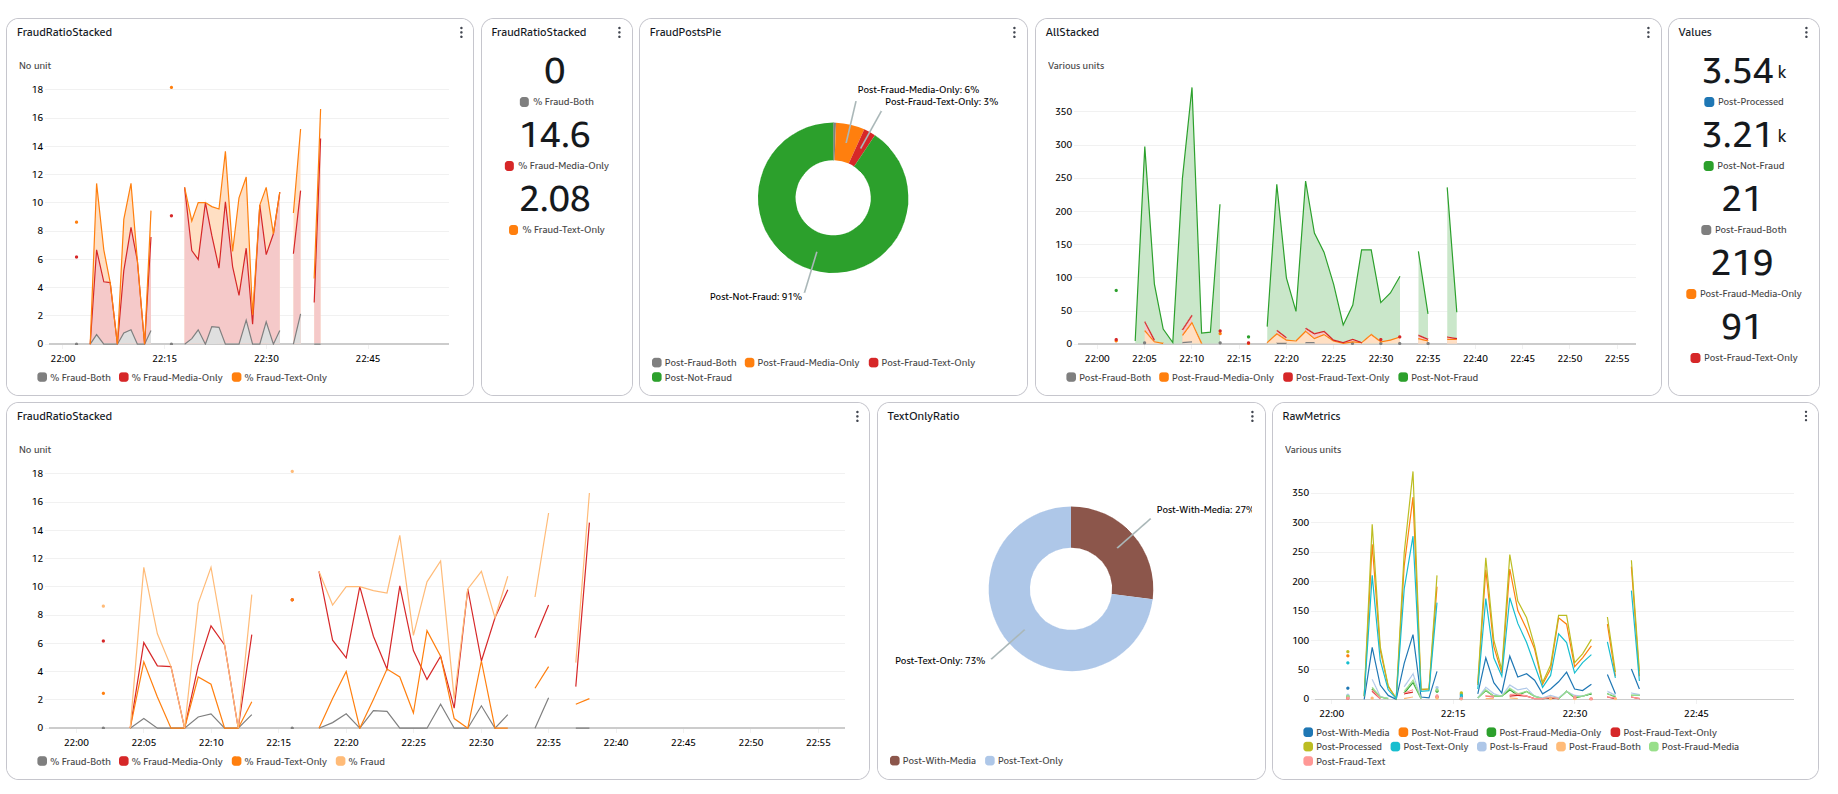 FraudRatioStacked
No unit
18
16
14
12
10
8
6
4
2
0
22:00 22:15 22:30 22:45
% Fraud-Both % Fraud-Media-Only % Fraud-Text-Only
FraudRatioStacked
0
% Fraud-Both
14.6
% Fraud-Media-Only
2.08
% Fraud-Text-Only
FraudPostsPie
Post-Fraud-Media-Only: 6%
Post-Fraud-Text-Only: 3%
Post-Not-Fraud: 91%
Post-Fraud-Both Post-Fraud-Media-Only Post-Fraud-Text-Only
Post-Not-Fraud
AllStacked
Various units
350
300
250
200
150
100
50
0
22:00 22:05 22:10 22:15 22:20 22:25 22:30 22:35 22:40 22:45 22:50 22:55
Post-Fraud-Both Post-Fraud-Media-Only Post-Fraud-Text-Only Post-Not-Fraud
Values
3.54 k
Post-Processed
3.21 k
Post-Not-Fraud
21
Post-Fraud-Both
219
Post-Fraud-Media-Only
91
Post-Fraud-Text-Only
FraudRatioStacked
No unit
18
16
14
12
10
8
6
4
2
0
22:00 22:05 22:10 22:15 22:20 22:25 22:30 22:35 22:40 22:45 22:50 22:55
% Fraud-Both % Fraud-Media-Only % Fraud-Text-Only % Fraud
TextOnlyRatio
Post-With-Media: 27%
Post-Text-Only: 73%
Post-With-Media Post-Text-Only
RawMetrics
Various units
350
300
250
200
150
100
50
0
22:00 22:15 22:30 22:45
Post-With-Media Post-Not-Fraud Post-Fraud-Media-Only Post-Fraud-Text-Only
Post-Processed Post-Text-Only Post-Is-Fraud Post-Fraud-Both Post-Fraud-Media
Post-Fraud-Text